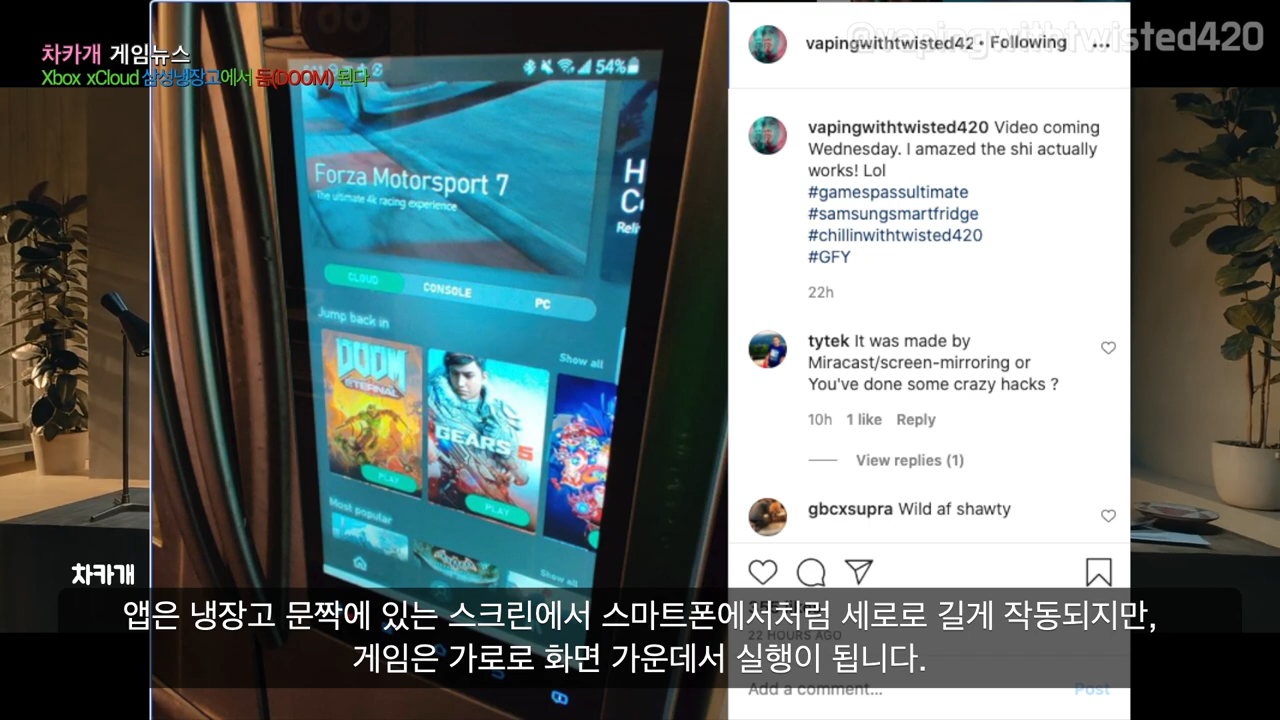 차카개 게임뉴스
Xbox xCloud 삼성냉장고에서 둠(DOOM) 된다
@vapingwithtwisted420
54%
Forza Motorsport 7
The ultimate 4k racing experience
CLOUD
CONSOLE
PC
Jump back in
Show all
DOOM
ETERNAL
GEARS 5
PLAY
PLAY
Most popular
Show all
vapingwithtwisted42 • Following ...
vapingwithtwisted420 Video coming
Wednesday. I amazed the shi actually
works! Lol
#gamespassultimate
#samsungsmartfridge
#chillinwithtwisted420
#GFY
22h
tytek It was made by
Miracast/screen-mirroring or
You've done some crazy hacks ?
10h 1 like Reply
View replies (1)
gbcxsupra Wild af shawty
22 HOURS AGO
Add a comment...
Post
차카개
앱은 냉장고 문짝에 있는 스크린에서 스마트폰에서처럼 세로로 길게 작동되지만,
게임은 가로로 화면 가운데서 실행이 됩니다.